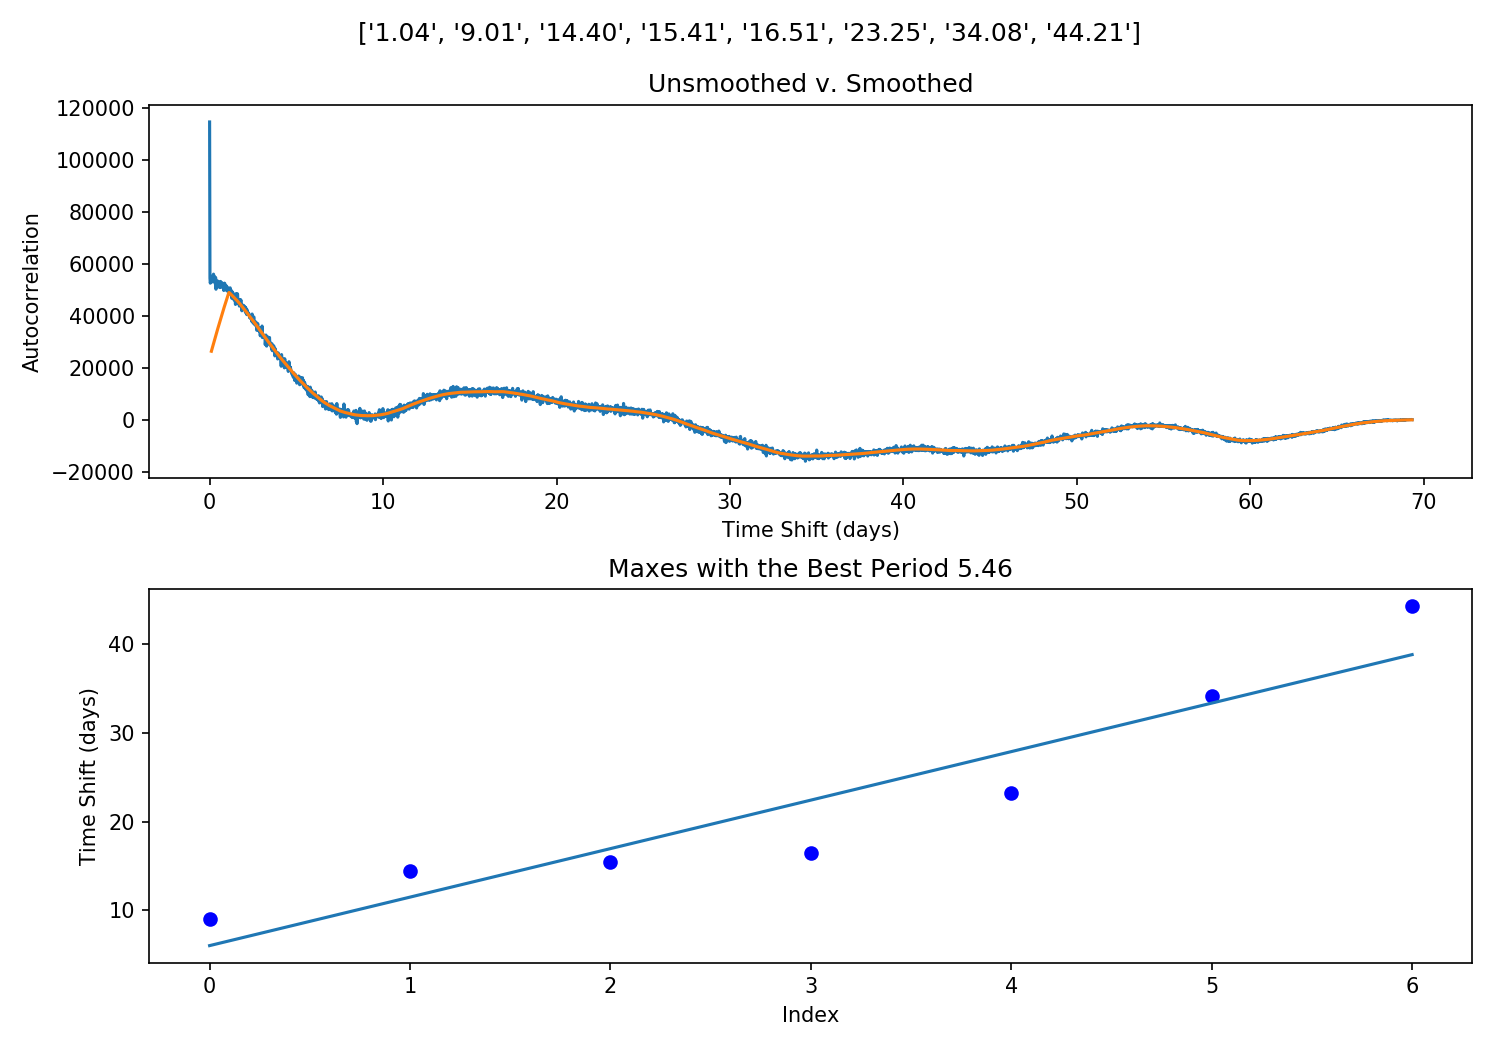 ['1.04', '9.01', '14.40', '15.41', '16.51', '23.25', '34.08', '44.21']
Unsmoothed v. Smoothed
120000
100000
80000
60000
40000
20000
0
−20000
Autocorrelation
0 10 20 30 40 50 60 70
Time Shift (days)
Maxes with the Best Period 5.46
40
30
20
10
Time Shift (days)
0 1 2 3 4 5 6
Index